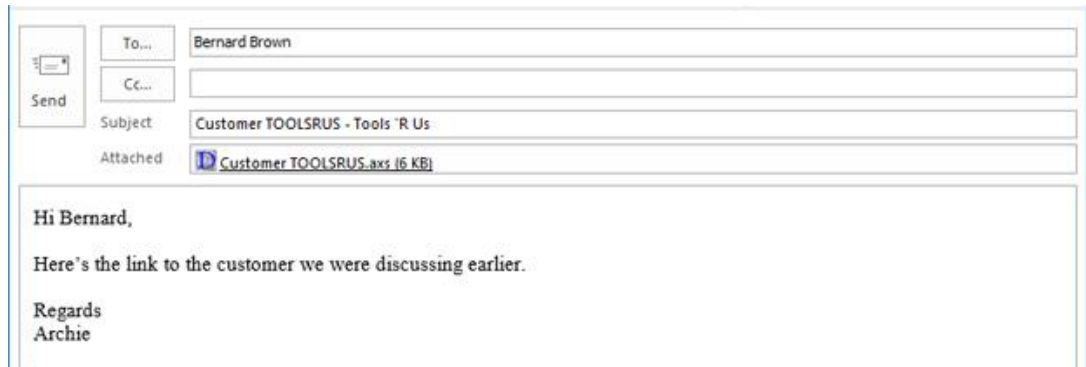 To...
Bernard Brown
Cc...
Send
Subject
Customer TOOLSRUS - Tools `R Us
Attached
D Customer TOOLSRUS.axs (6 KB)
Hi Bernard,
Here's the link to the customer we were discussing earlier.
Regards
Archie